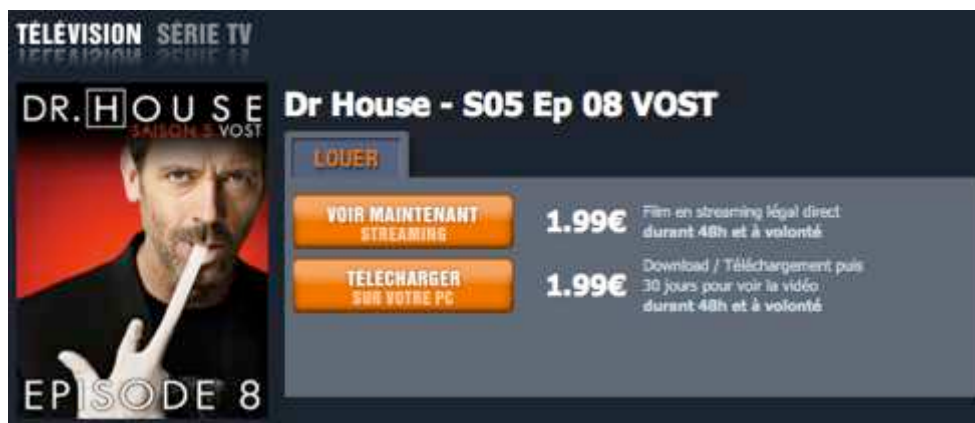 TÉLÉVISION SÉRIE TV
DR. HOUSE
SAISON 5 VOST
EPISODE 8
Dr House - S05 Ep 08 VOST
LOUER
VOIR MAINTENANT
STREAMING
1.99€
Film en streaming légal direct
durant 48h et à volonté
TÉLÉCHARGER
SUR VOTRE PC
1.99€
Download / Téléchargement puis
30 jours pour voir la vidéo
durant 48h et à volonté